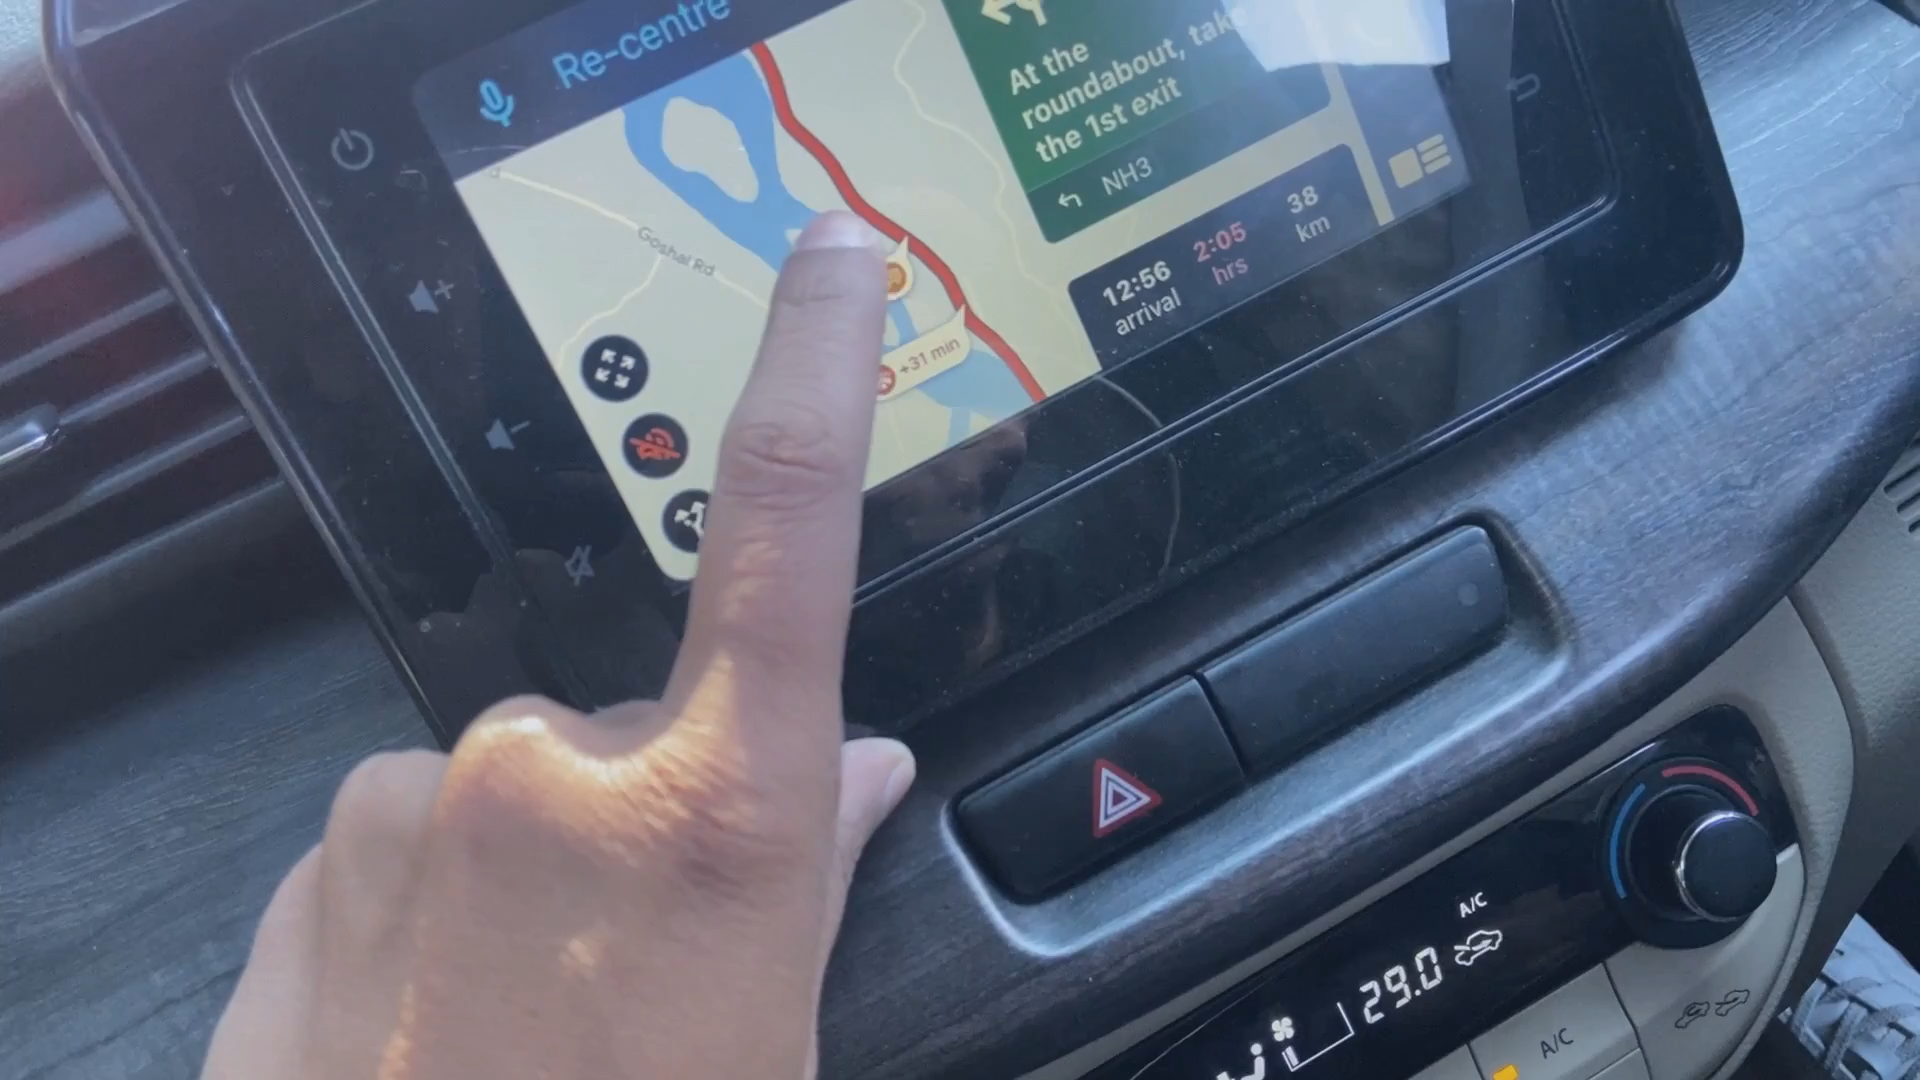 Re-centre
At the
roundabout, take
the 1st exit
NH3
Goshal Rd
+31 min
12:56
arrival
2:05
hrs
38
km
A/C
29.0
A/C